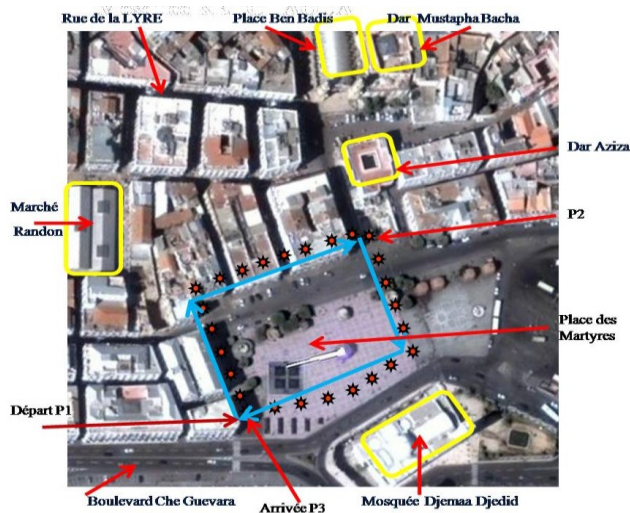 Rue de la LYRE
Place Ben Badis
Dar Mustapha Bacha
Dar Aziza
Marché
Randon
P2
Place des
Martyres
Départ P1
Boulevard Che Guevara
Arrivée P3
Mosquée Djemaa Djedid